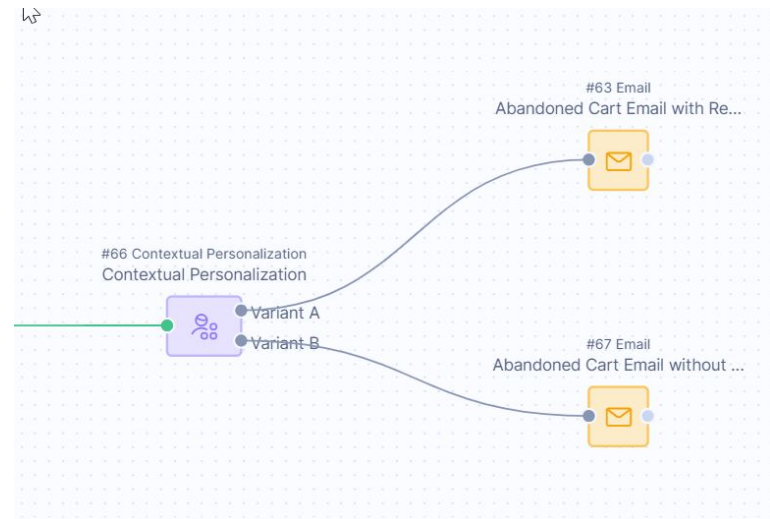 #63 Email
Abandoned Cart Email with Re...
#66 Contextual Personalization
Contextual Personalization
Variant A
Variant B
#67 Email
Abandoned Cart Email without ...